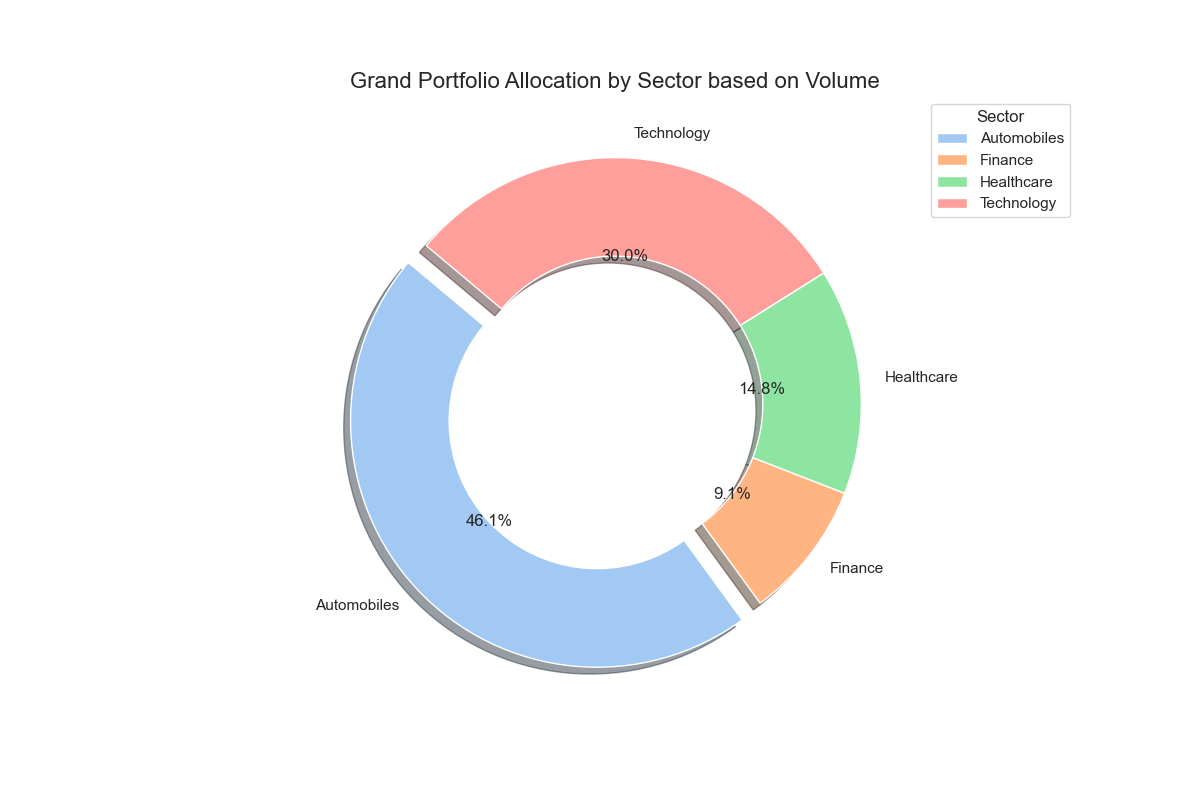 Grand Portfolio Allocation by Sector based on Volume
Sector
Automobiles
Finance
Healthcare
Technology
Technology
30.0%
Healthcare
14.8%
9.1%
46.1%
Finance
Automobiles